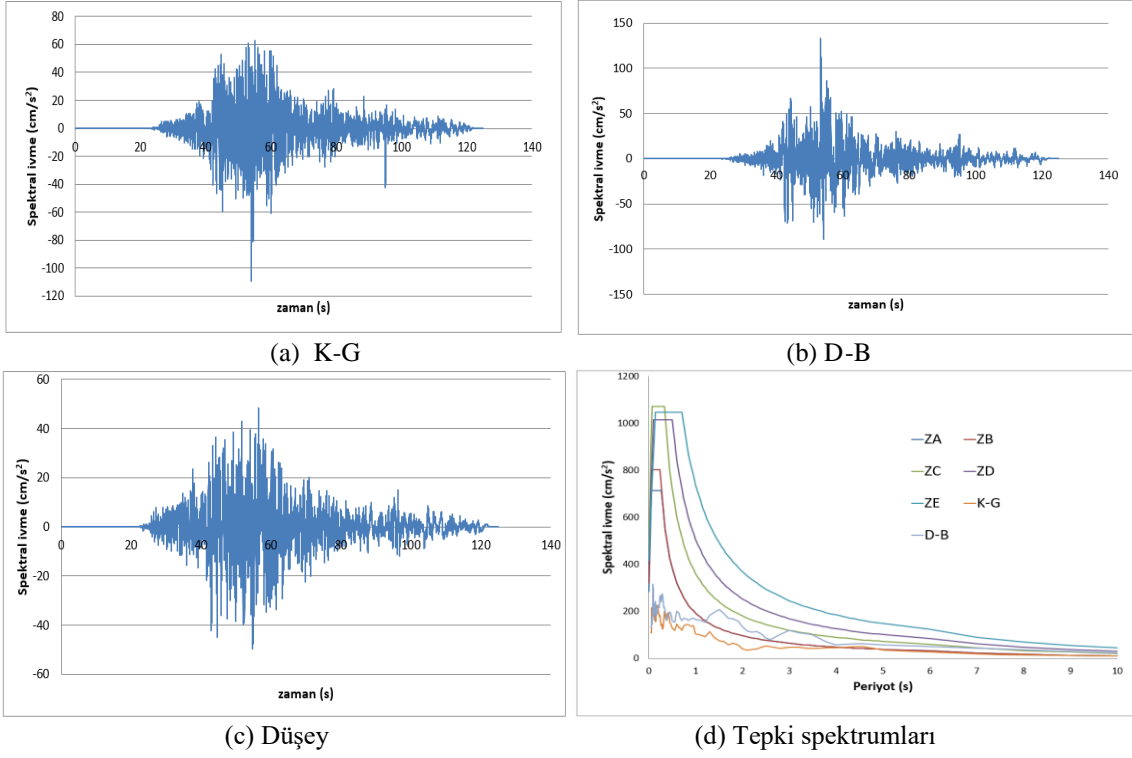 80
60
40
20
0
-20
-40
-60
-80
-100
-120
0 20 40 60 80 100 120 140
Spektral ivme (cm/s²)
zaman (s)
(a) K-G
150
100
50
0
-50
-100
-150
0 20 40 60 80 100 120 140
Spektral ivme (cm/s²)
zaman (s)
(b) D-B
60
40
20
0
-20
-40
-60
0 20 40 60 80 100 120 140
Spektral ivme (cm/s²)
zaman (s)
(c) Düşey
1200
1000
800
600
400
200
0
0 1 2 3 4 5 6 7 8 9 10
Spektral ivme (cm/s²)
Periyot (s)
ZA ZB
ZC ZD
ZE K-G
D-B
(d) Tepki spektrumları